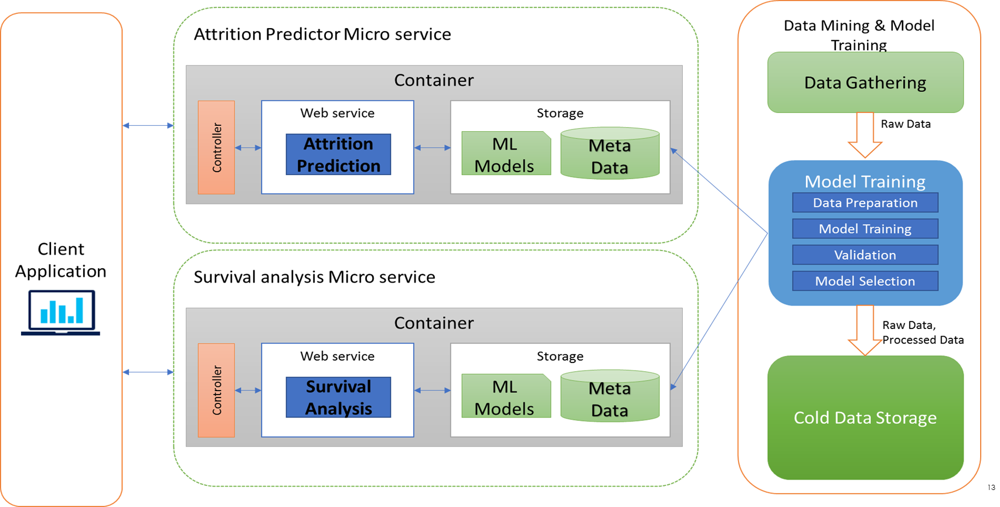 Client
Application
Attrition Predictor Micro service
Container
Controller
Web service
Attrition
Prediction
Storage
ML
Models
Meta
Data
Survival analysis Micro service
Container
Controller
Web service
Survival
Analysis
Storage
ML
Models
Meta
Data
Data Mining & Model
Training
Data Gathering
Raw Data
Model Training
Data Preparation
Model Training
Validation
Model Selection
Raw Data,
Processed Data
Cold Data Storage
13